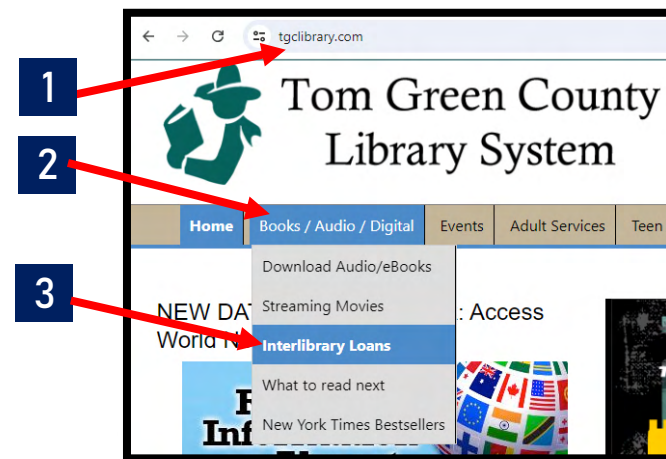 1
tgclibrary.com
Tom Green County
Library System
2
Home Books / Audio / Digital Events Adult Services Teen
Download Audio/eBooks
3
Streaming Movies
NEW DAT : Access
World N
Interlibrary Loans
What to read next
New York Times Bestsellers